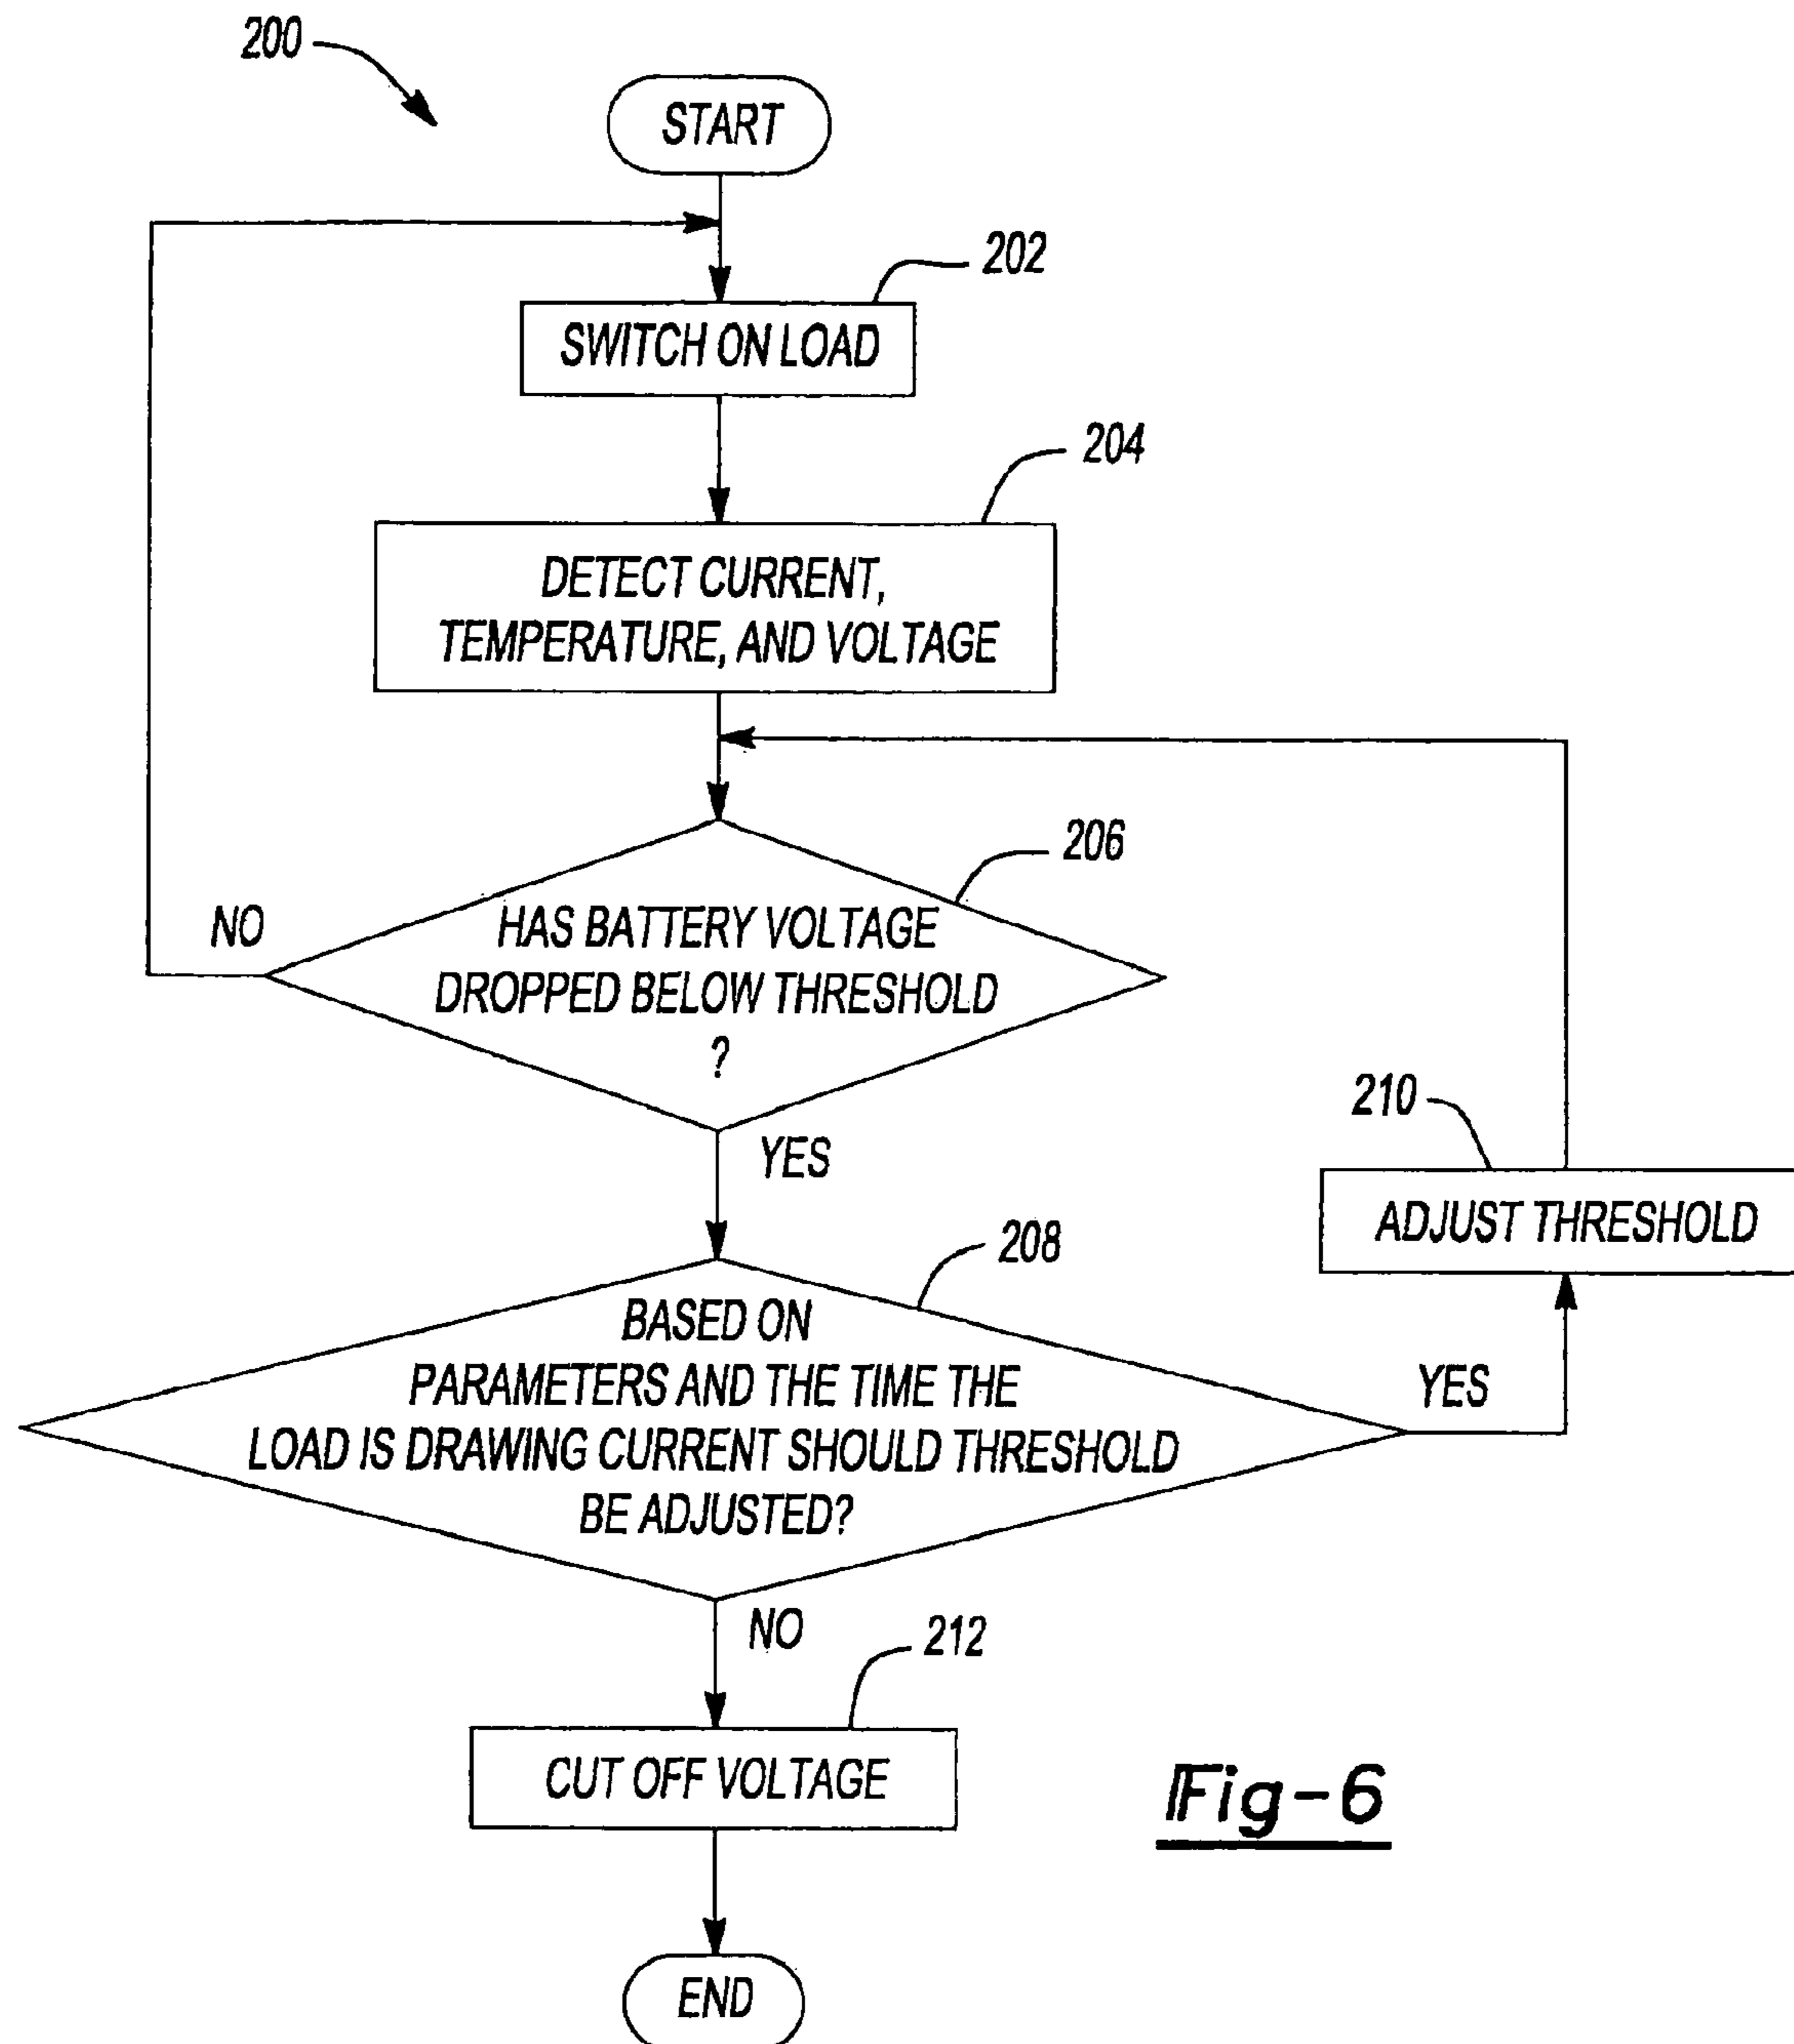 200
START
202
SWITCH ON LOAD
204
DETECT CURRENT,
TEMPERATURE, AND VOLTAGE
206
NO
HAS BATTERY VOLTAGE
DROPPED BELOW THRESHOLD
?
YES
210
ADJUST THRESHOLD
208
BASED ON
PARAMETERS AND THE TIME THE
LOAD IS DRAWING CURRENT SHOULD THRESHOLD
BE ADJUSTED?
YES
NO
212
CUT OFF VOLTAGE
Fig-6
END